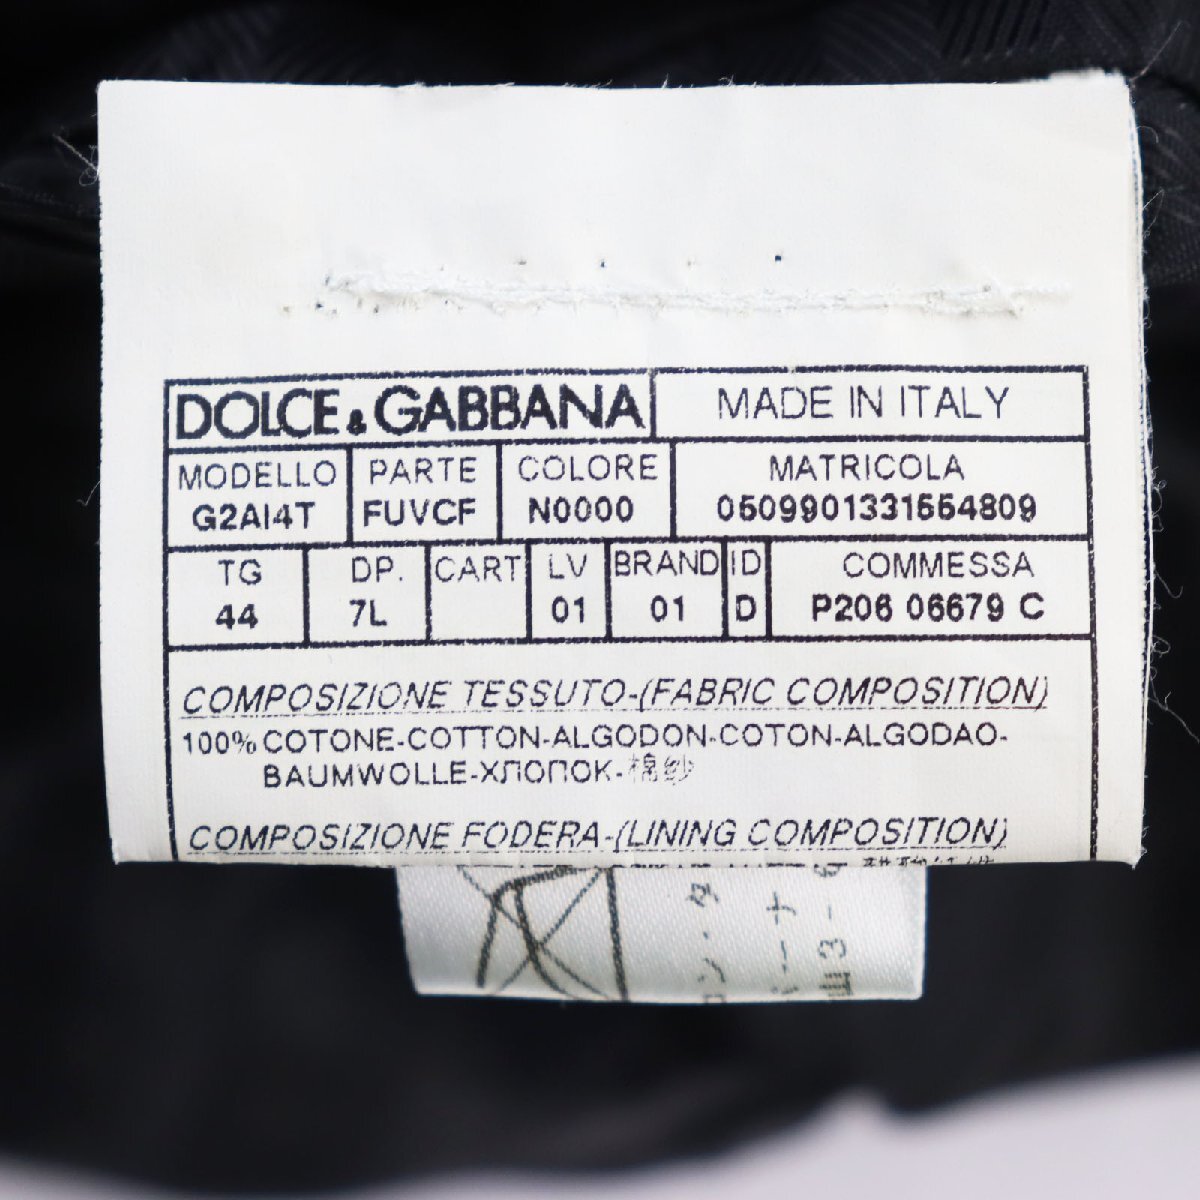 DOLCE & GABBANA MADE IN ITALY
MODELLO PARTE COLORE MATRICOLA
G2AI4T FUVCF N0000 0509901331554809
TG DP. CART LV BRAND ID COMMESSA
44 7L 01 01 D P206 06679 C
COMPOSIZIONE TESSUTO-(FABRIC COMPOSITION)
100% COTONE-COTTON-ALGODON-COTON-ALGODAO-
BAUMWOLLE-ХЛОПОК-棉纱
COMPOSIZIONE FODERA-(LINING COMPOSITION)